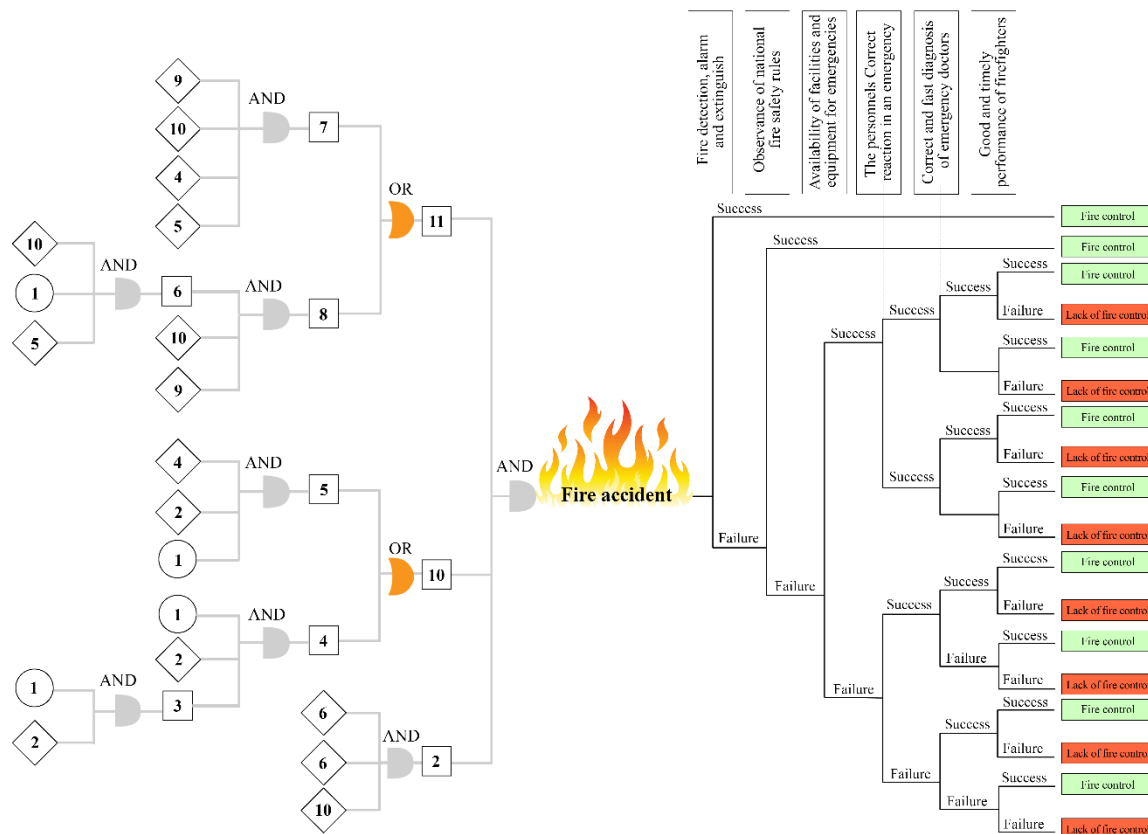 Fire detection, alarm
and extinguish
Observance of national
fire safety rules
Availability of facilities and
equipment for emergencies
The personnels Correct
reaction in an emergency
Correct and fast diagnosis
of emergency doctors
Good and timely
performance of firefighters
9
AND
10
7
4
5
OR
11
10
AND
1
6
5
AND
8
10
9
4
AND
2
5
1
OR
10
1
AND
2
4
1
AND
3
2
6
AND
6
2
10
AND
Fire accident
Success
Fire control
Success
Fire control
Success
Success
Fire control
Failure
Lack of fire control
Success
Success
Fire control
Failure
Lack of fire control
Success
Success
Fire control
Failure
Lack of fire control
Success
Success
Fire control
Failure
Lack of fire control
Failure
Failure
Success
Success
Fire control
Success
Failure
Lack of fire control
Success
Fire control
Failure
Failure
Lack of fire control
Failure
Success
Fire control
Success
Failure
Lack of fire control
Failure
Success
Fire control
Failure
Failure
Lack of fire control